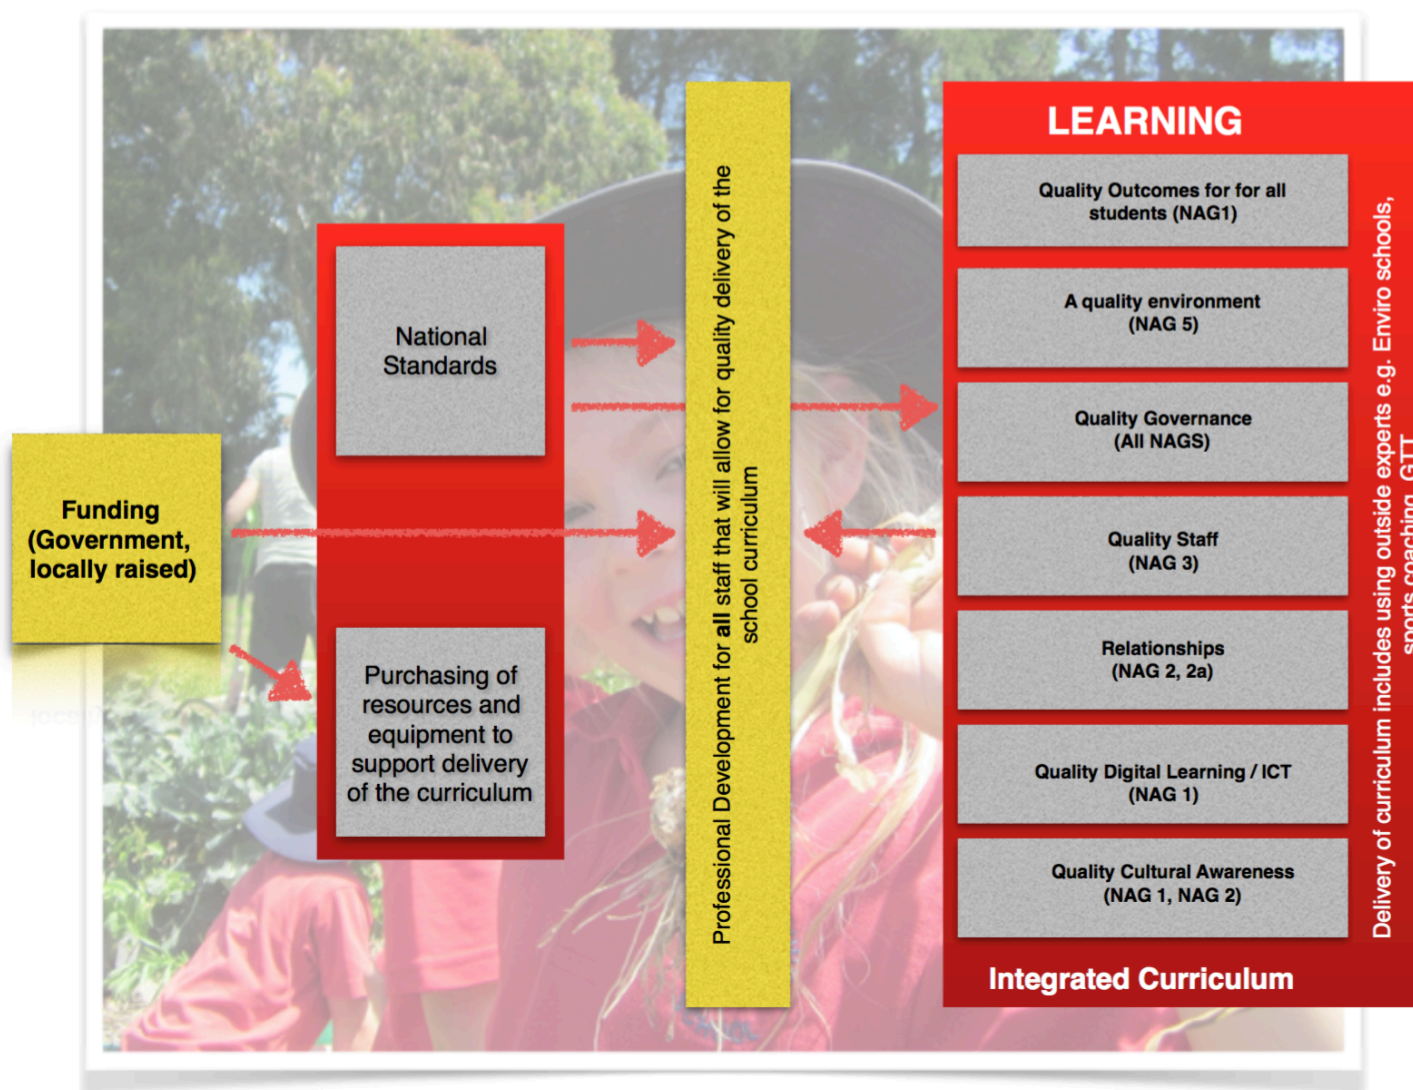 Funding
(Government,
locally raised)
National
Standards
Purchasing of
resources and
equipment to
support delivery
of the curriculum
Professional Development for all staff that will allow for quality delivery of the
school curriculum
LEARNING
Quality Outcomes for for all
students (NAG1)
A quality environment
(NAG 5)
Quality Governance
(All NAGS)
Quality Staff
(NAG 3)
Relationships
(NAG 2, 2a)
Quality Digital Learning / ICT
(NAG 1)
Quality Cultural Awareness
(NAG 1, NAG 2)
Integrated Curriculum
Delivery of curriculum includes using outside experts e.g. Enviro schools,
sports coaching, GTT